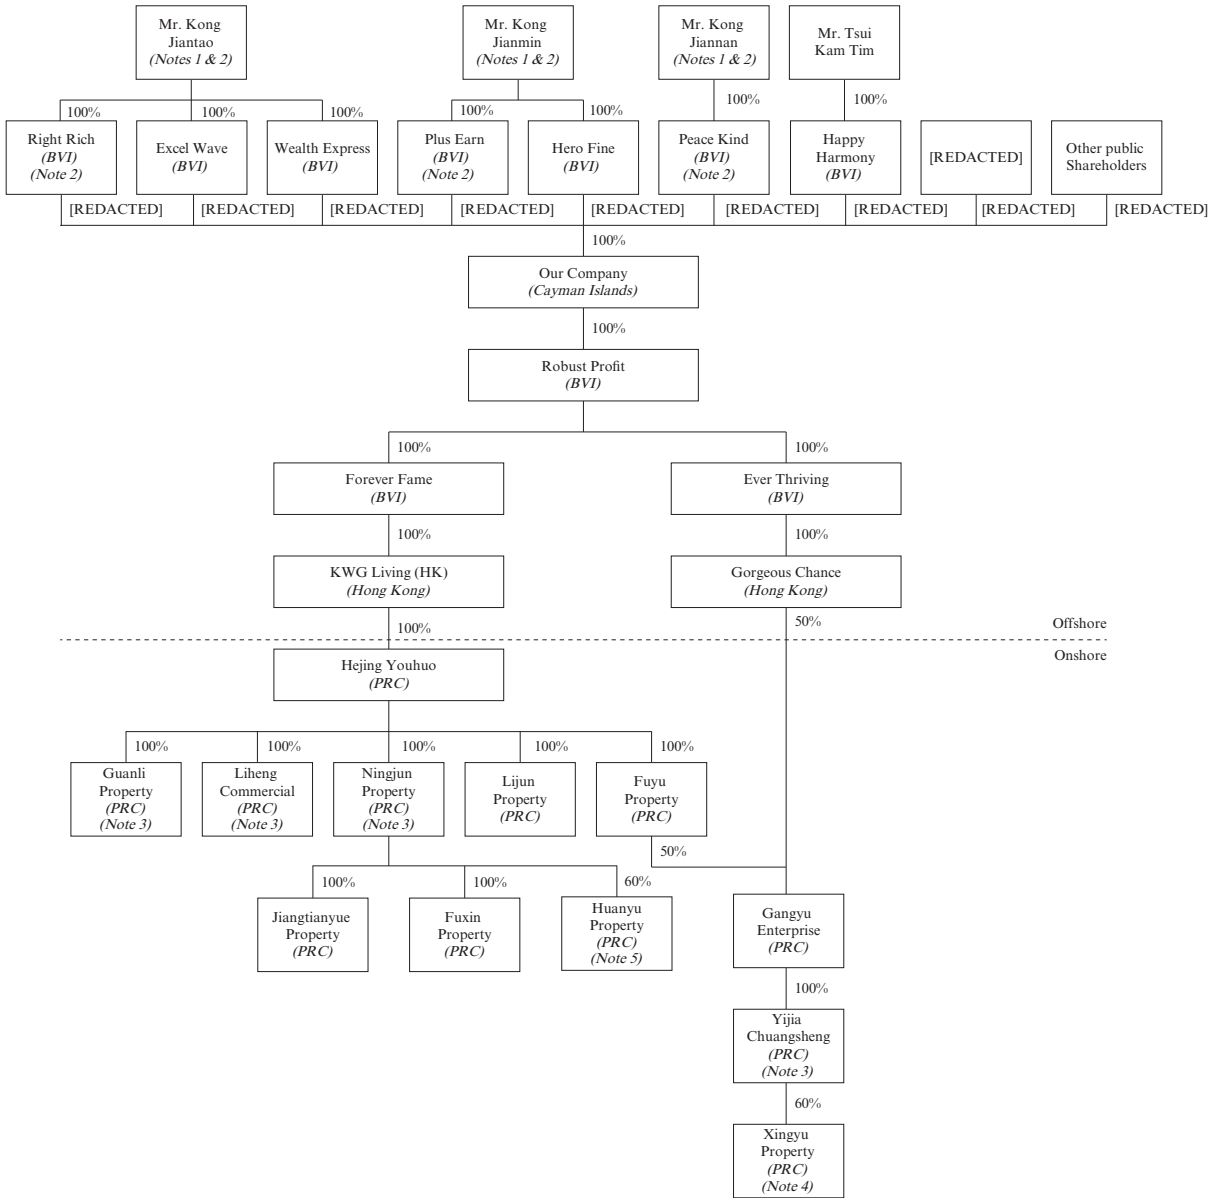 Mr. Kong
Jiantao
(Notes 1 & 2)
Mr. Kong
Jianmin
(Notes 1 & 2)
Mr. Kong
Jiannan
(Notes 1 & 2)
Mr. Tsui
Kam Tim
100%
100%
100%
100%
100%
100%
100%
Right Rich
(BVI)
(Note 2)
Excel Wave
(BVI)
Wealth Express
(BVI)
Plus Earn
(BVI)
(Note 2)
Hero Fine
(BVI)
Peace Kind
(BVI)
(Note 2)
Happy
Harmony
(BVI)
[REDACTED]
Other public
Shareholders
[REDACTED]
[REDACTED]
[REDACTED]
[REDACTED]
[REDACTED]
[REDACTED]
[REDACTED]
[REDACTED]
[REDACTED]
100%
Our Company
(Cayman Islands)
100%
Robust Profit
(BVI)
100%
100%
Forever Fame
(BVI)
Ever Thriving
(BVI)
100%
100%
KWG Living (HK)
(Hong Kong)
Gorgeous Chance
(Hong Kong)
100%
50%
Offshore
Onshore
Hejing Youhuo
(PRC)
100%
100%
100%
100%
100%
Guanli
Property
(PRC)
(Note 3)
Liheng
Commercial
(PRC)
(Note 3)
Ningjun
Property
(PRC)
(Note 3)
Lijun
Property
(PRC)
Fuyu
Property
(PRC)
50%
100%
100%
60%
Jiangtianyue
Property
(PRC)
Fuxin
Property
(PRC)
Huanyu
Property
(PRC)
(Note 5)
Gangyu
Enterprise
(PRC)
100%
Yijia
Chuangsheng
(PRC)
(Note 3)
60%
Xingyu
Property
(PRC)
(Note 4)